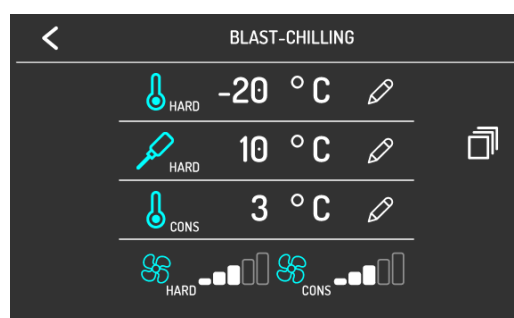 BLAST-CHILLING
HARD -20 °C
HARD 10 °C
CONS 3 °C
HARD CONS